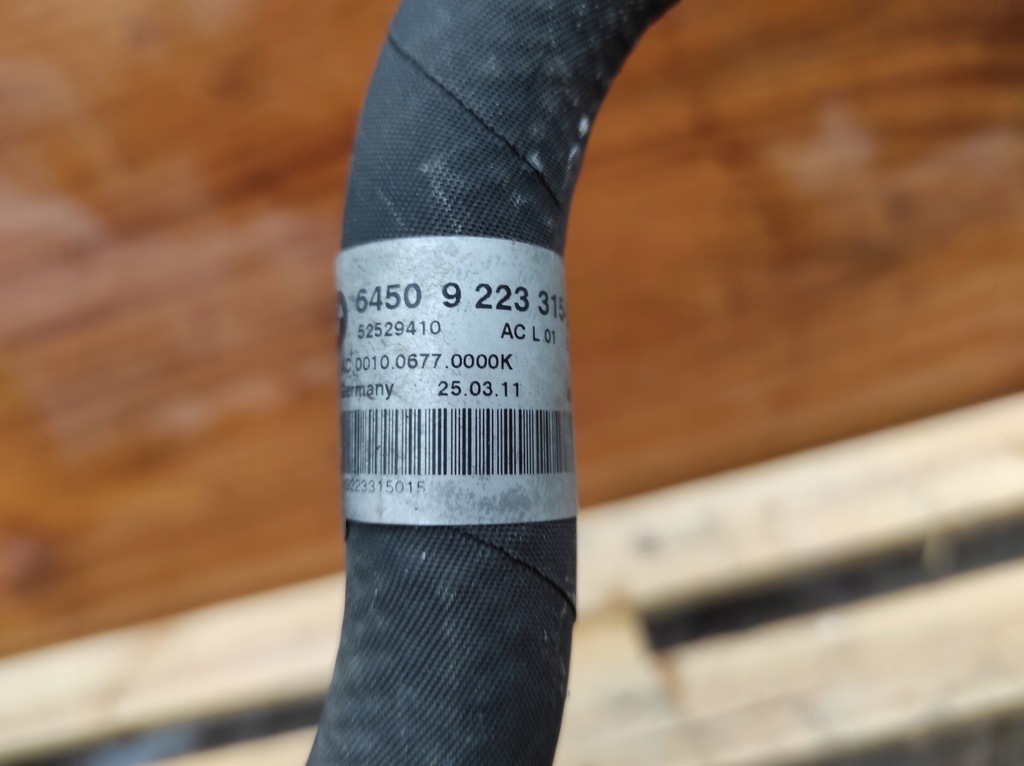 6450 9 223 315
52529410 AC L.01
AC 0010.0677.0000K
Germany 25.03.11
9223315015